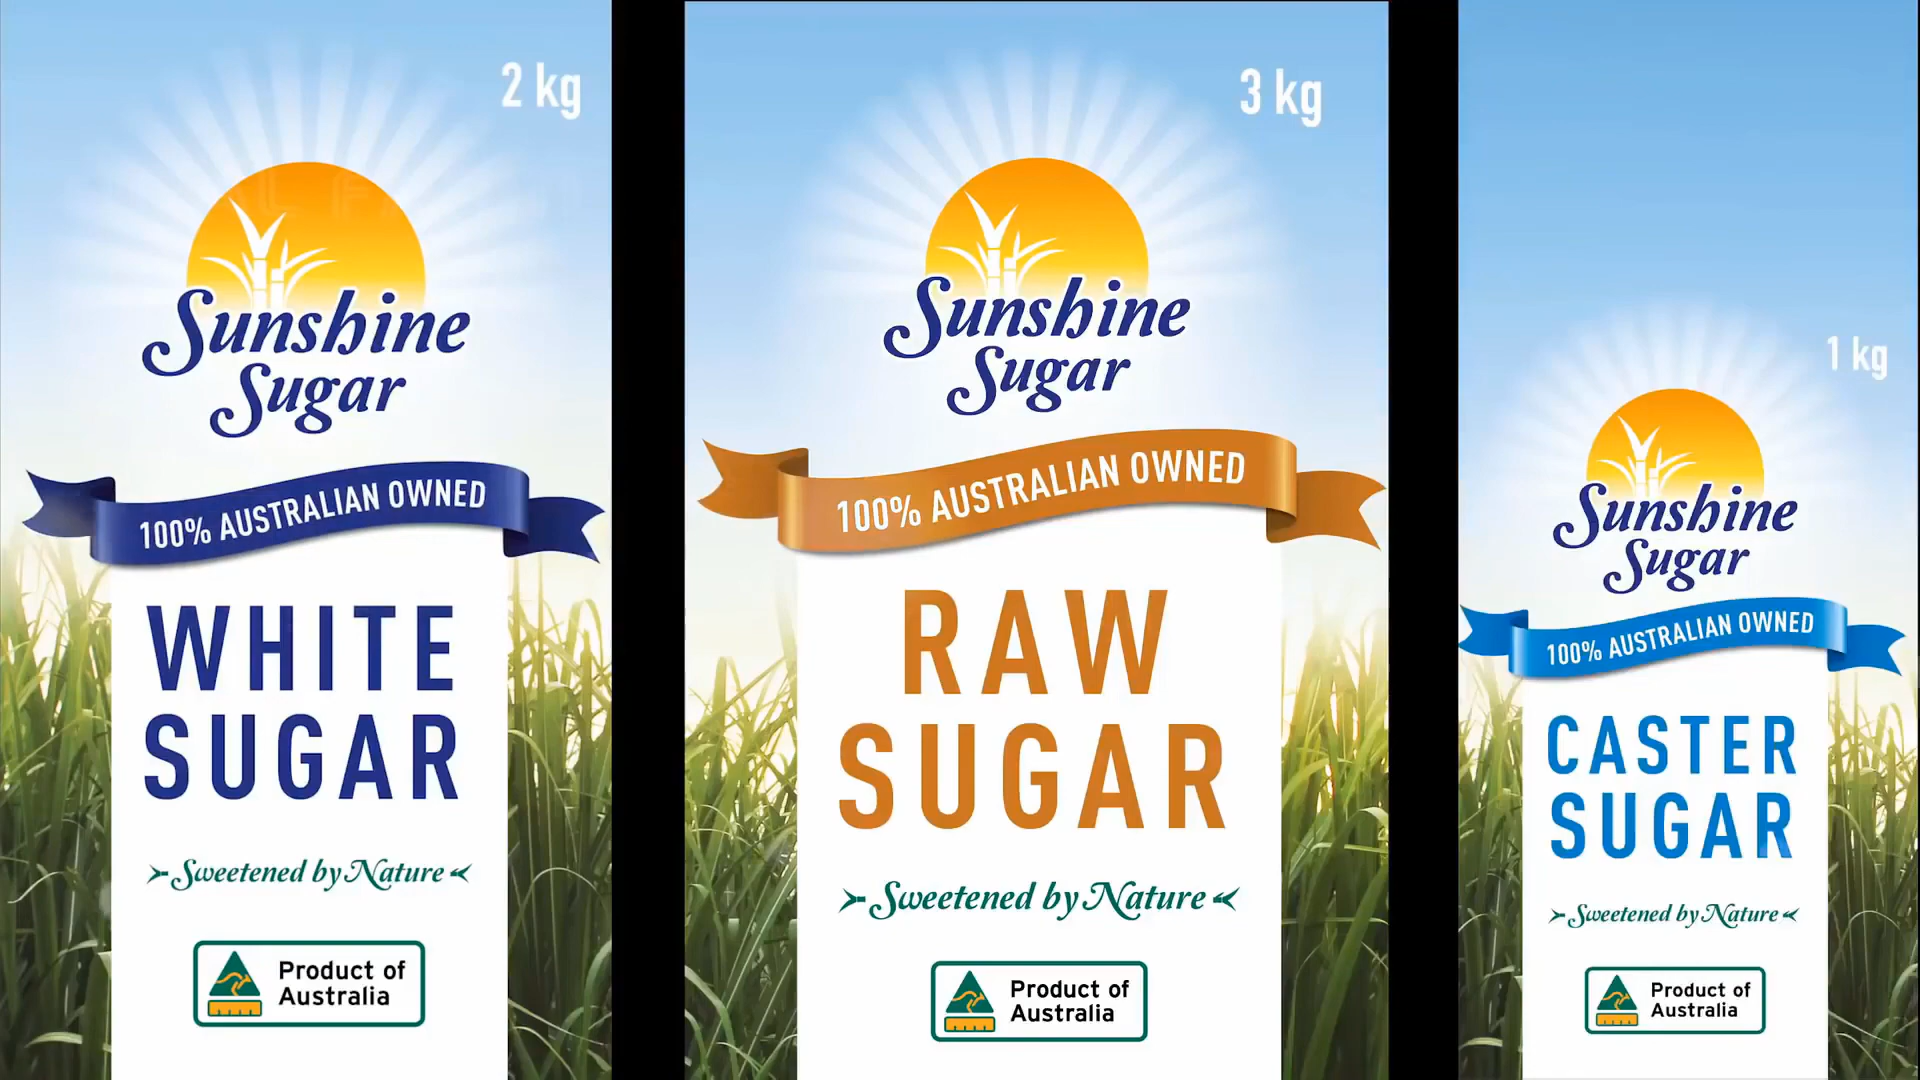 2 kg
Sunshine
Sugar
100% AUSTRALIAN OWNED
WHITE
SUGAR
Sweetened by Nature
Product of
Australia
3 kg
Sunshine
Sugar
100% AUSTRALIAN OWNED
RAW
SUGAR
Sweetened by Nature
Product of
Australia
1 kg
Sunshine
Sugar
100% AUSTRALIAN OWNED
CASTER
SUGAR
Sweetened by Nature
Product of
Australia